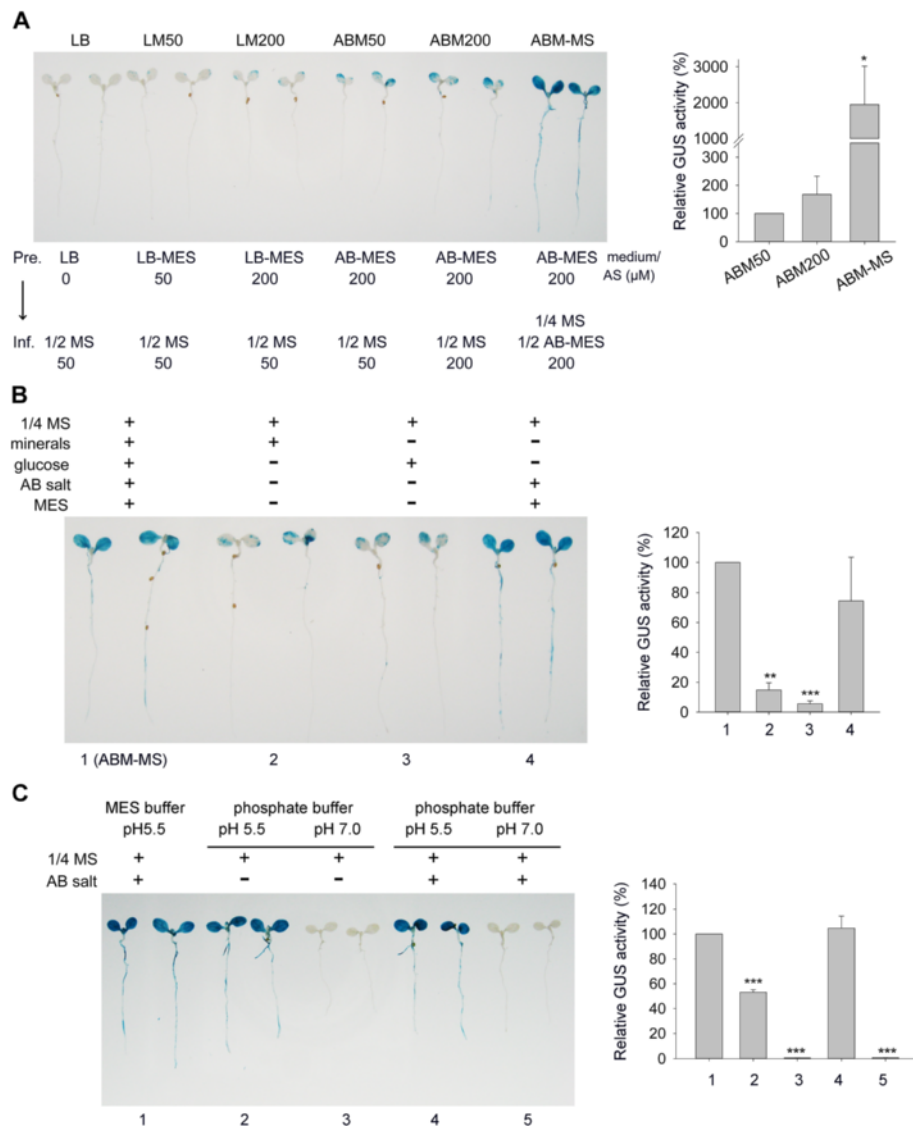 A
LB LM50 LM200 ABM50 ABM200 ABM-MS
Pre. LB LB-MES LB-MES AB-MES AB-MES AB-MES medium/
0 50 200 200 200 200 AS (µM)
1/4 MS
Inf. 1/2 MS 1/2 MS 1/2 MS 1/2 MS 1/2 MS 1/2 AB-MES
50 50 50 50 200 200
Relative GUS activity (%)
3000
2000
1000
300
200
100
0
*
ABM50 ABM200 ABM-MS
B
1/4 MS + + + +
minerals + + - -
glucose + - + -
AB salt + - - +
MES + - - +
1 (ABM-MS) 2 3 4
Relative GUS activity (%)
120
100
80
60
40
20
0
** ***
1 2 3 4
C
MES buffer phosphate buffer phosphate buffer
pH5.5 pH 5.5 pH 7.0 pH 5.5 pH 7.0
1/4 MS + + + + +
AB salt + - - + +
1 2 3 4 5
Relative GUS activity (%)
140
120
100
80
60
40
20
0
*** *** ***
1 2 3 4 5